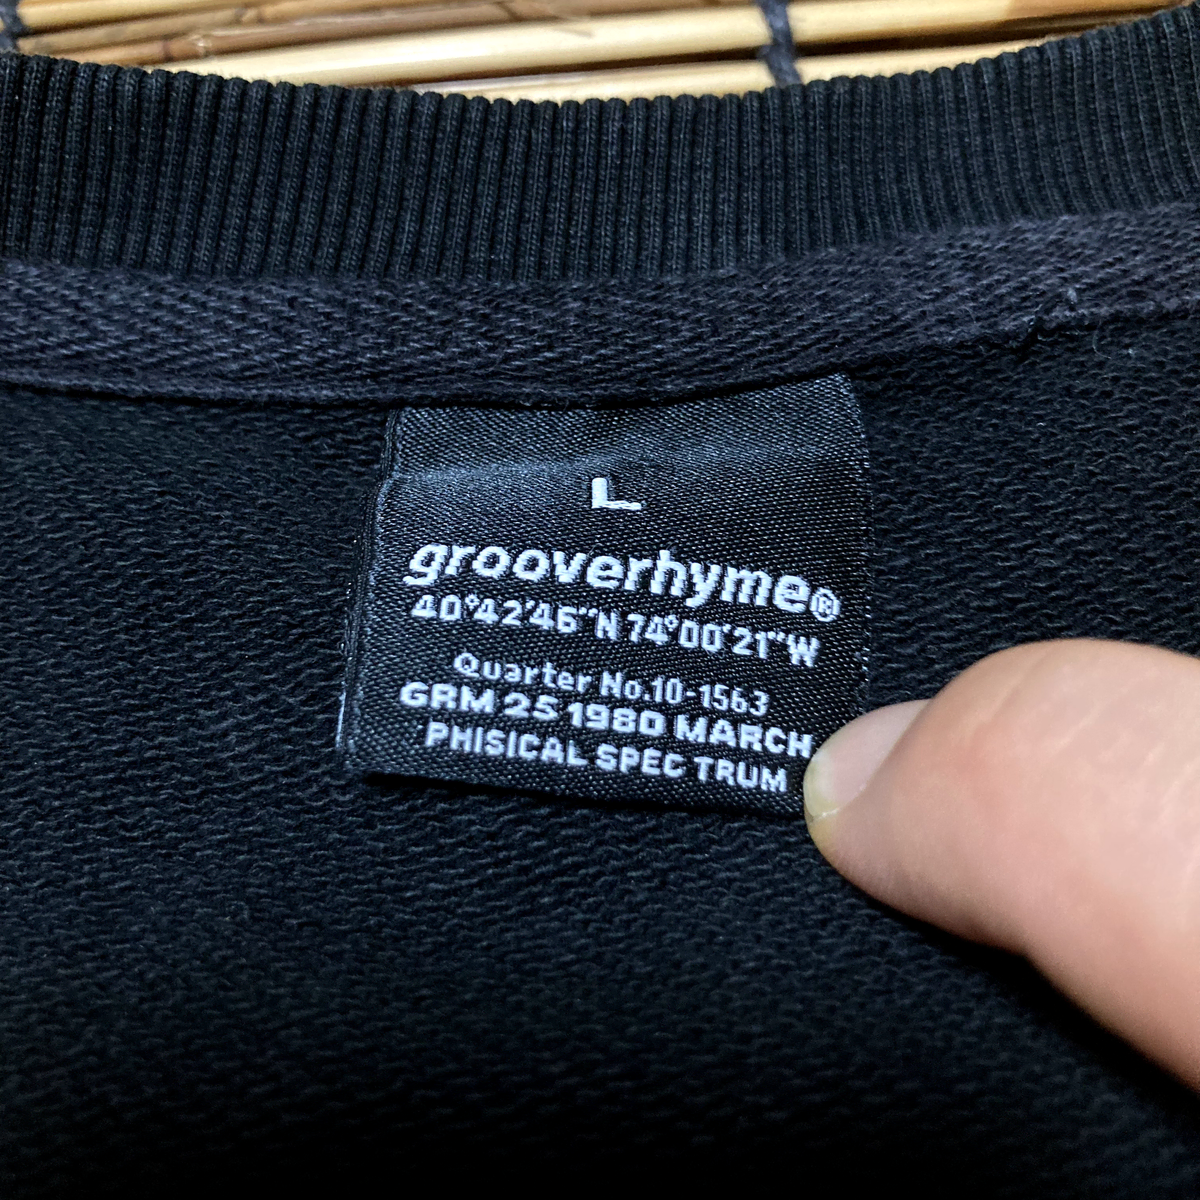 L
grooverhyme®
40°42'46"N 74°00'21"W
Quarter No.10-1563
GRM 25 1980 MARCH
PHISICAL SPEC TRUM